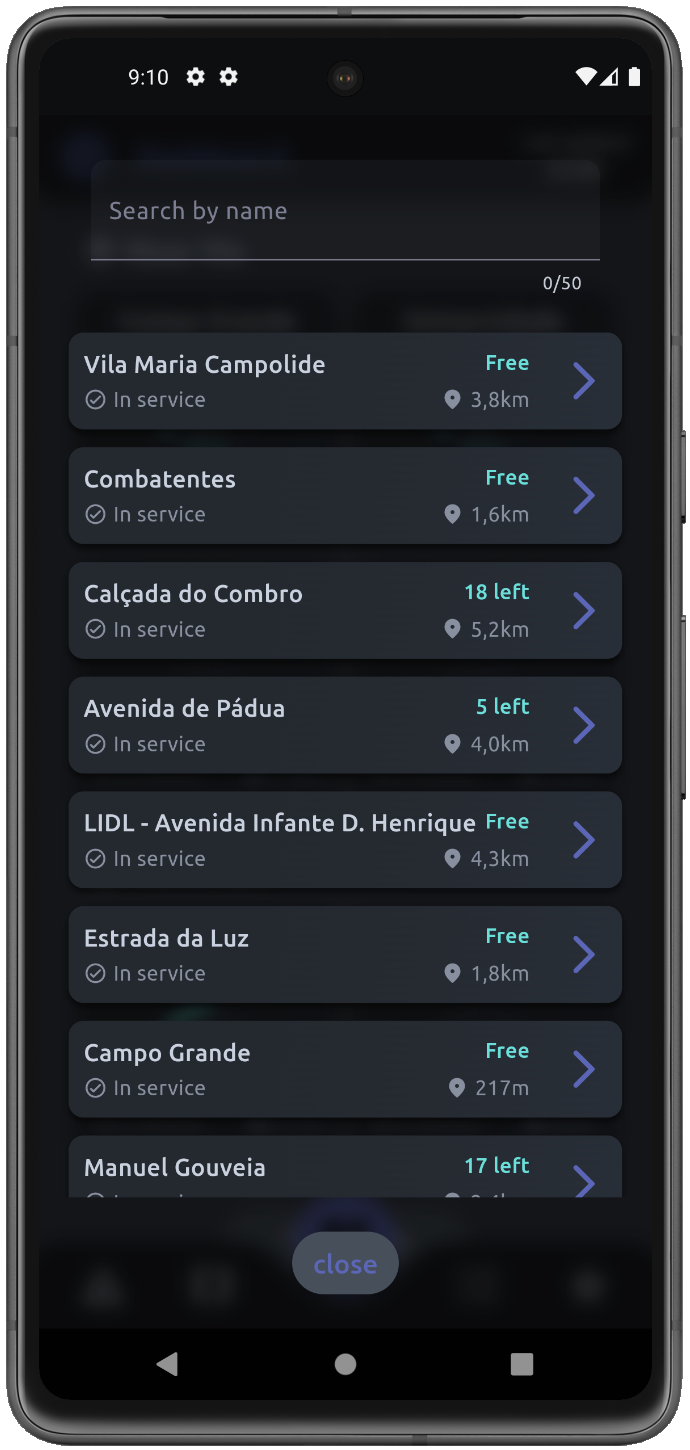 9:10
Search by name
0/50
Vila Maria Campolide Free
In service 3,8km
Combatentes Free
In service 1,6km
Calçada do Combro 18 left
In service 5,2km
Avenida de Pádua 5 left
In service 4,0km
LIDL - Avenida Infante D. Henrique Free
In service 4,3km
Estrada da Luz Free
In service 1,8km
Campo Grande Free
In service 217m
Manuel Gouveia 17 left
close